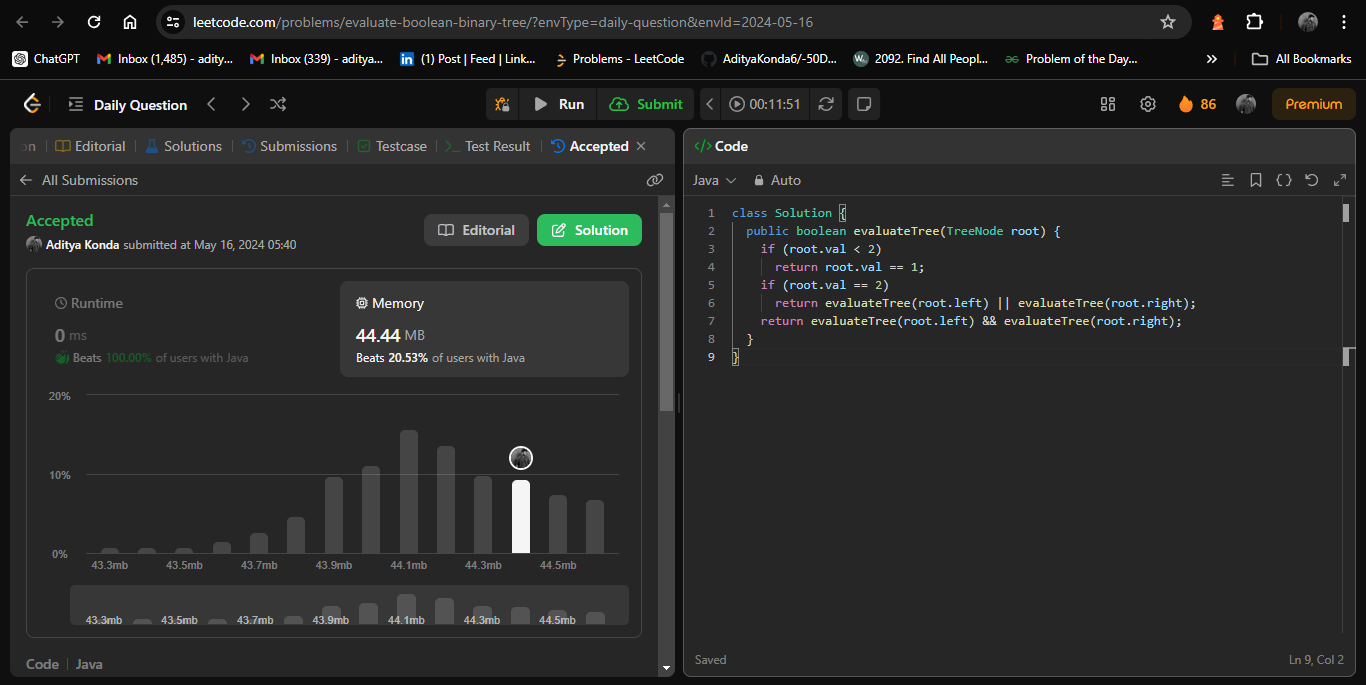 leetcode.com/problems/evaluate-boolean-binary-tree/?envType=daily-question&envId=2024-05-16
ChatGPT Inbox (1,485) - adity... Inbox (339) - aditya... (1) Post | Feed | Link... Problems - LeetCode AdityaKonda6/-50D... 2092. Find All Peopl... Problem of the Day... » All Bookmarks
Daily Question Run Submit 00:11:51 86 Premium
on Editorial Solutions Submissions Testcase Test Result Accepted
All Submissions
Accepted
Aditya Konda submitted at May 16, 2024 05:40
Editorial Solution
Runtime
0 ms
Beats 100.00% of users with Java
Memory
44.44 MB
Beats 20.53% of users with Java
20%
10%
0%
43.3mb 43.5mb 43.7mb 43.9mb 44.1mb 44.3mb 44.5mb
43.3mb 43.5mb 43.7mb 43.9mb 44.1mb 44.3mb 44.5mb
Code | Java
</> Code
Java Auto
1 class Solution {
2 public boolean evaluateTree(TreeNode root) {
3 if (root.val < 2)
4 return root.val == 1;
5 if (root.val == 2)
6 return evaluateTree(root.left) || evaluateTree(root.right);
7 return evaluateTree(root.left) && evaluateTree(root.right);
8 }
9 }
Saved Ln 9, Col 2